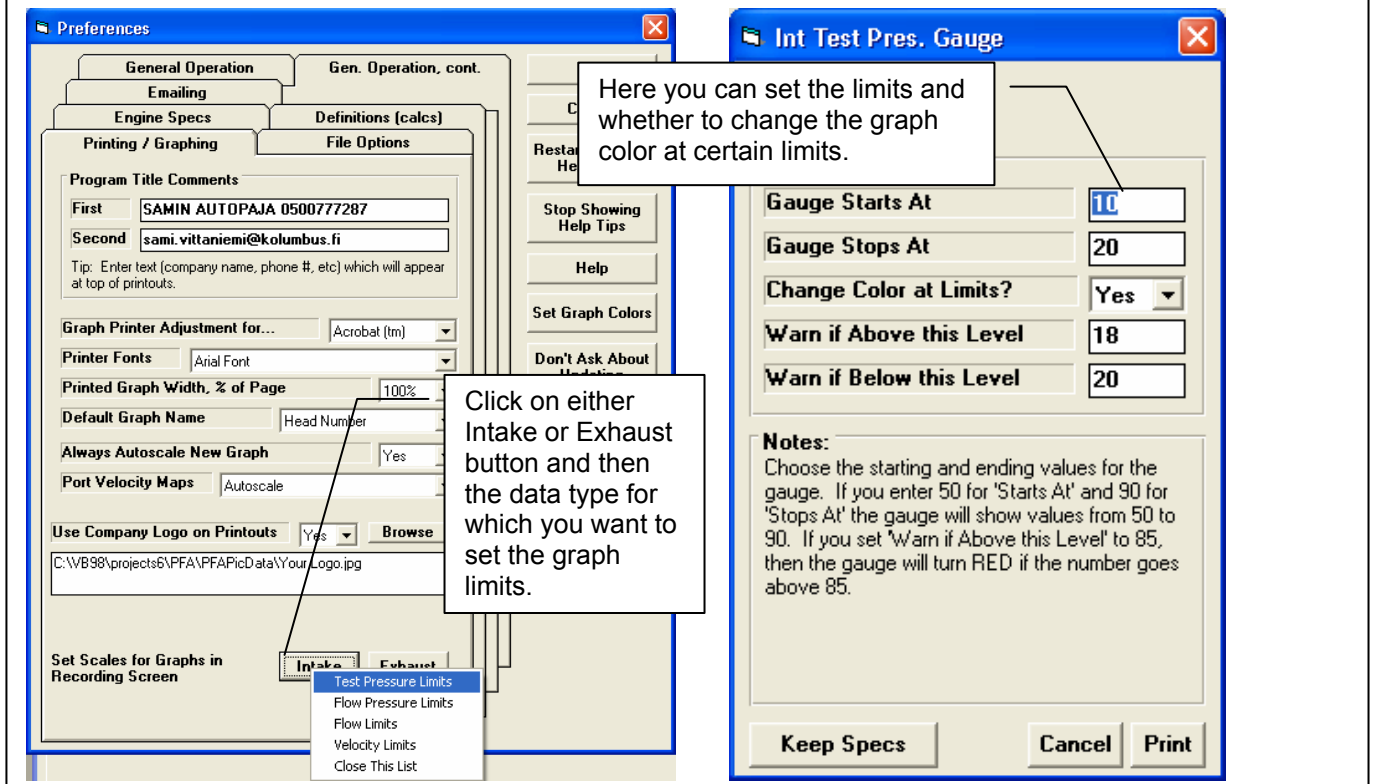 Preferences
General Operation
Gen. Operation, cont.
Emailing
Engine Specs
Definitions (calcs)
Printing / Graphing
File Options
Program Title Comments
First
SAMIN AUTOPAJA 0500777287
Second
sami.vittaniemi@kolumbus.fi
Tip: Enter text (company name, phone #, etc) which will appear
at top of printouts.
Graph Printer Adjustment for...
Acrobat (tm)
Printer Fonts
Arial Font
Printed Graph Width, % of Page
100%
Default Graph Name
Head Number
Always Autoscale New Graph
Yes
Port Velocity Maps
Autoscale
Use Company Logo on Printouts
Yes
Browse
C:\VB98\projects6\PFA\PFAPicData\YourLogo.jpg
Set Scales for Graphs in
Recording Screen
Intake
Exhaust
Test Pressure Limits
Flow Pressure Limits
Flow Limits
Velocity Limits
Close This List
Stop Showing
Help Tips
Help
Set Graph Colors
Don't Ask About
Click on either
Intake or Exhaust
button and then
the data type for
which you want to
set the graph
limits.
Here you can set the limits and
whether to change the graph
color at certain limits.
Int Test Pres. Gauge
Gauge Starts At
10
Gauge Stops At
20
Change Color at Limits?
Yes
Warn if Above this Level
18
Warn if Below this Level
20
Notes:
Choose the starting and ending values for the
gauge. If you enter 50 for 'Starts At' and 90 for
'Stops At' the gauge will show values from 50 to
90. If you set 'Warn if Above this Level' to 85,
then the gauge will turn RED if the number goes
above 85.
Keep Specs
Cancel
Print